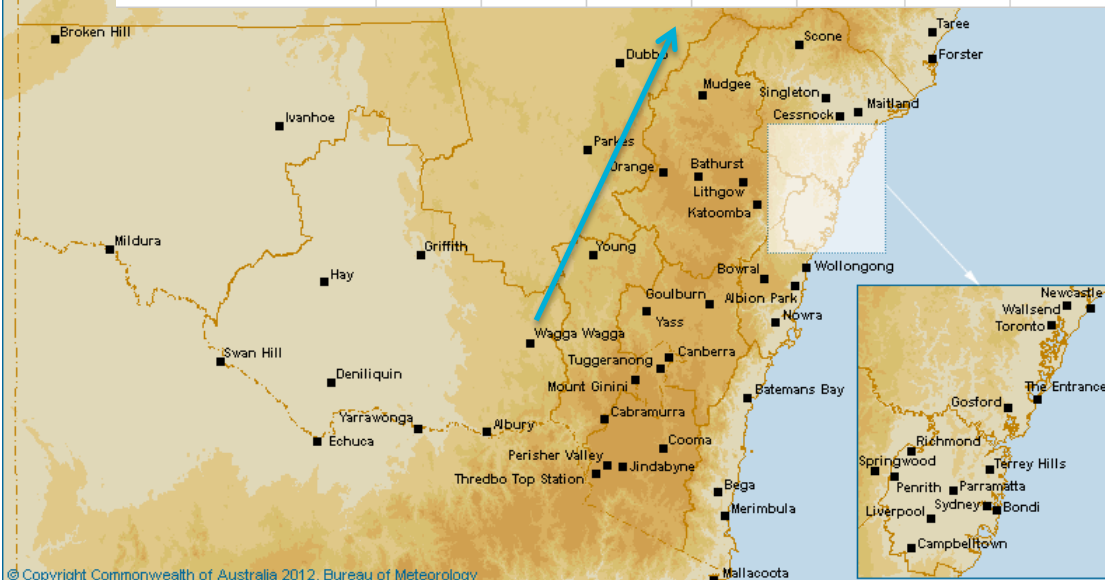 Broken Hill
Taree
Scone
Forster
Dubbo
Mudgee
Singleton
Maitland
Cessnock
Ivanhoe
Parkes
Orange
Bathurst
Lithgow
Katoomba
Mildura
Griffith
Young
Hay
Bowral
Wollongong
Goulburn
Albion Park
Yass
Nowra
Wagga Wagga
Swan Hill
Tuggeranong
Canberra
Deniliquin
Mount Ginini
Batemans Bay
Yarrawonga
Cabramurra
Albury
Echuca
Cooma
Perisher Valley
Jindabyne
Thredbo Top Station
Bega
Merimbula
Mallacoota
Newcastle
Wallsend
Toronto
The Entrance
Gosford
Richmond
Springwood
Terrey Hills
Penrith
Parramatta
Sydney
Bondi
Liverpool
Campbelltown
© Copyright Commonwealth of Australia 2012, Bureau of Meteorology